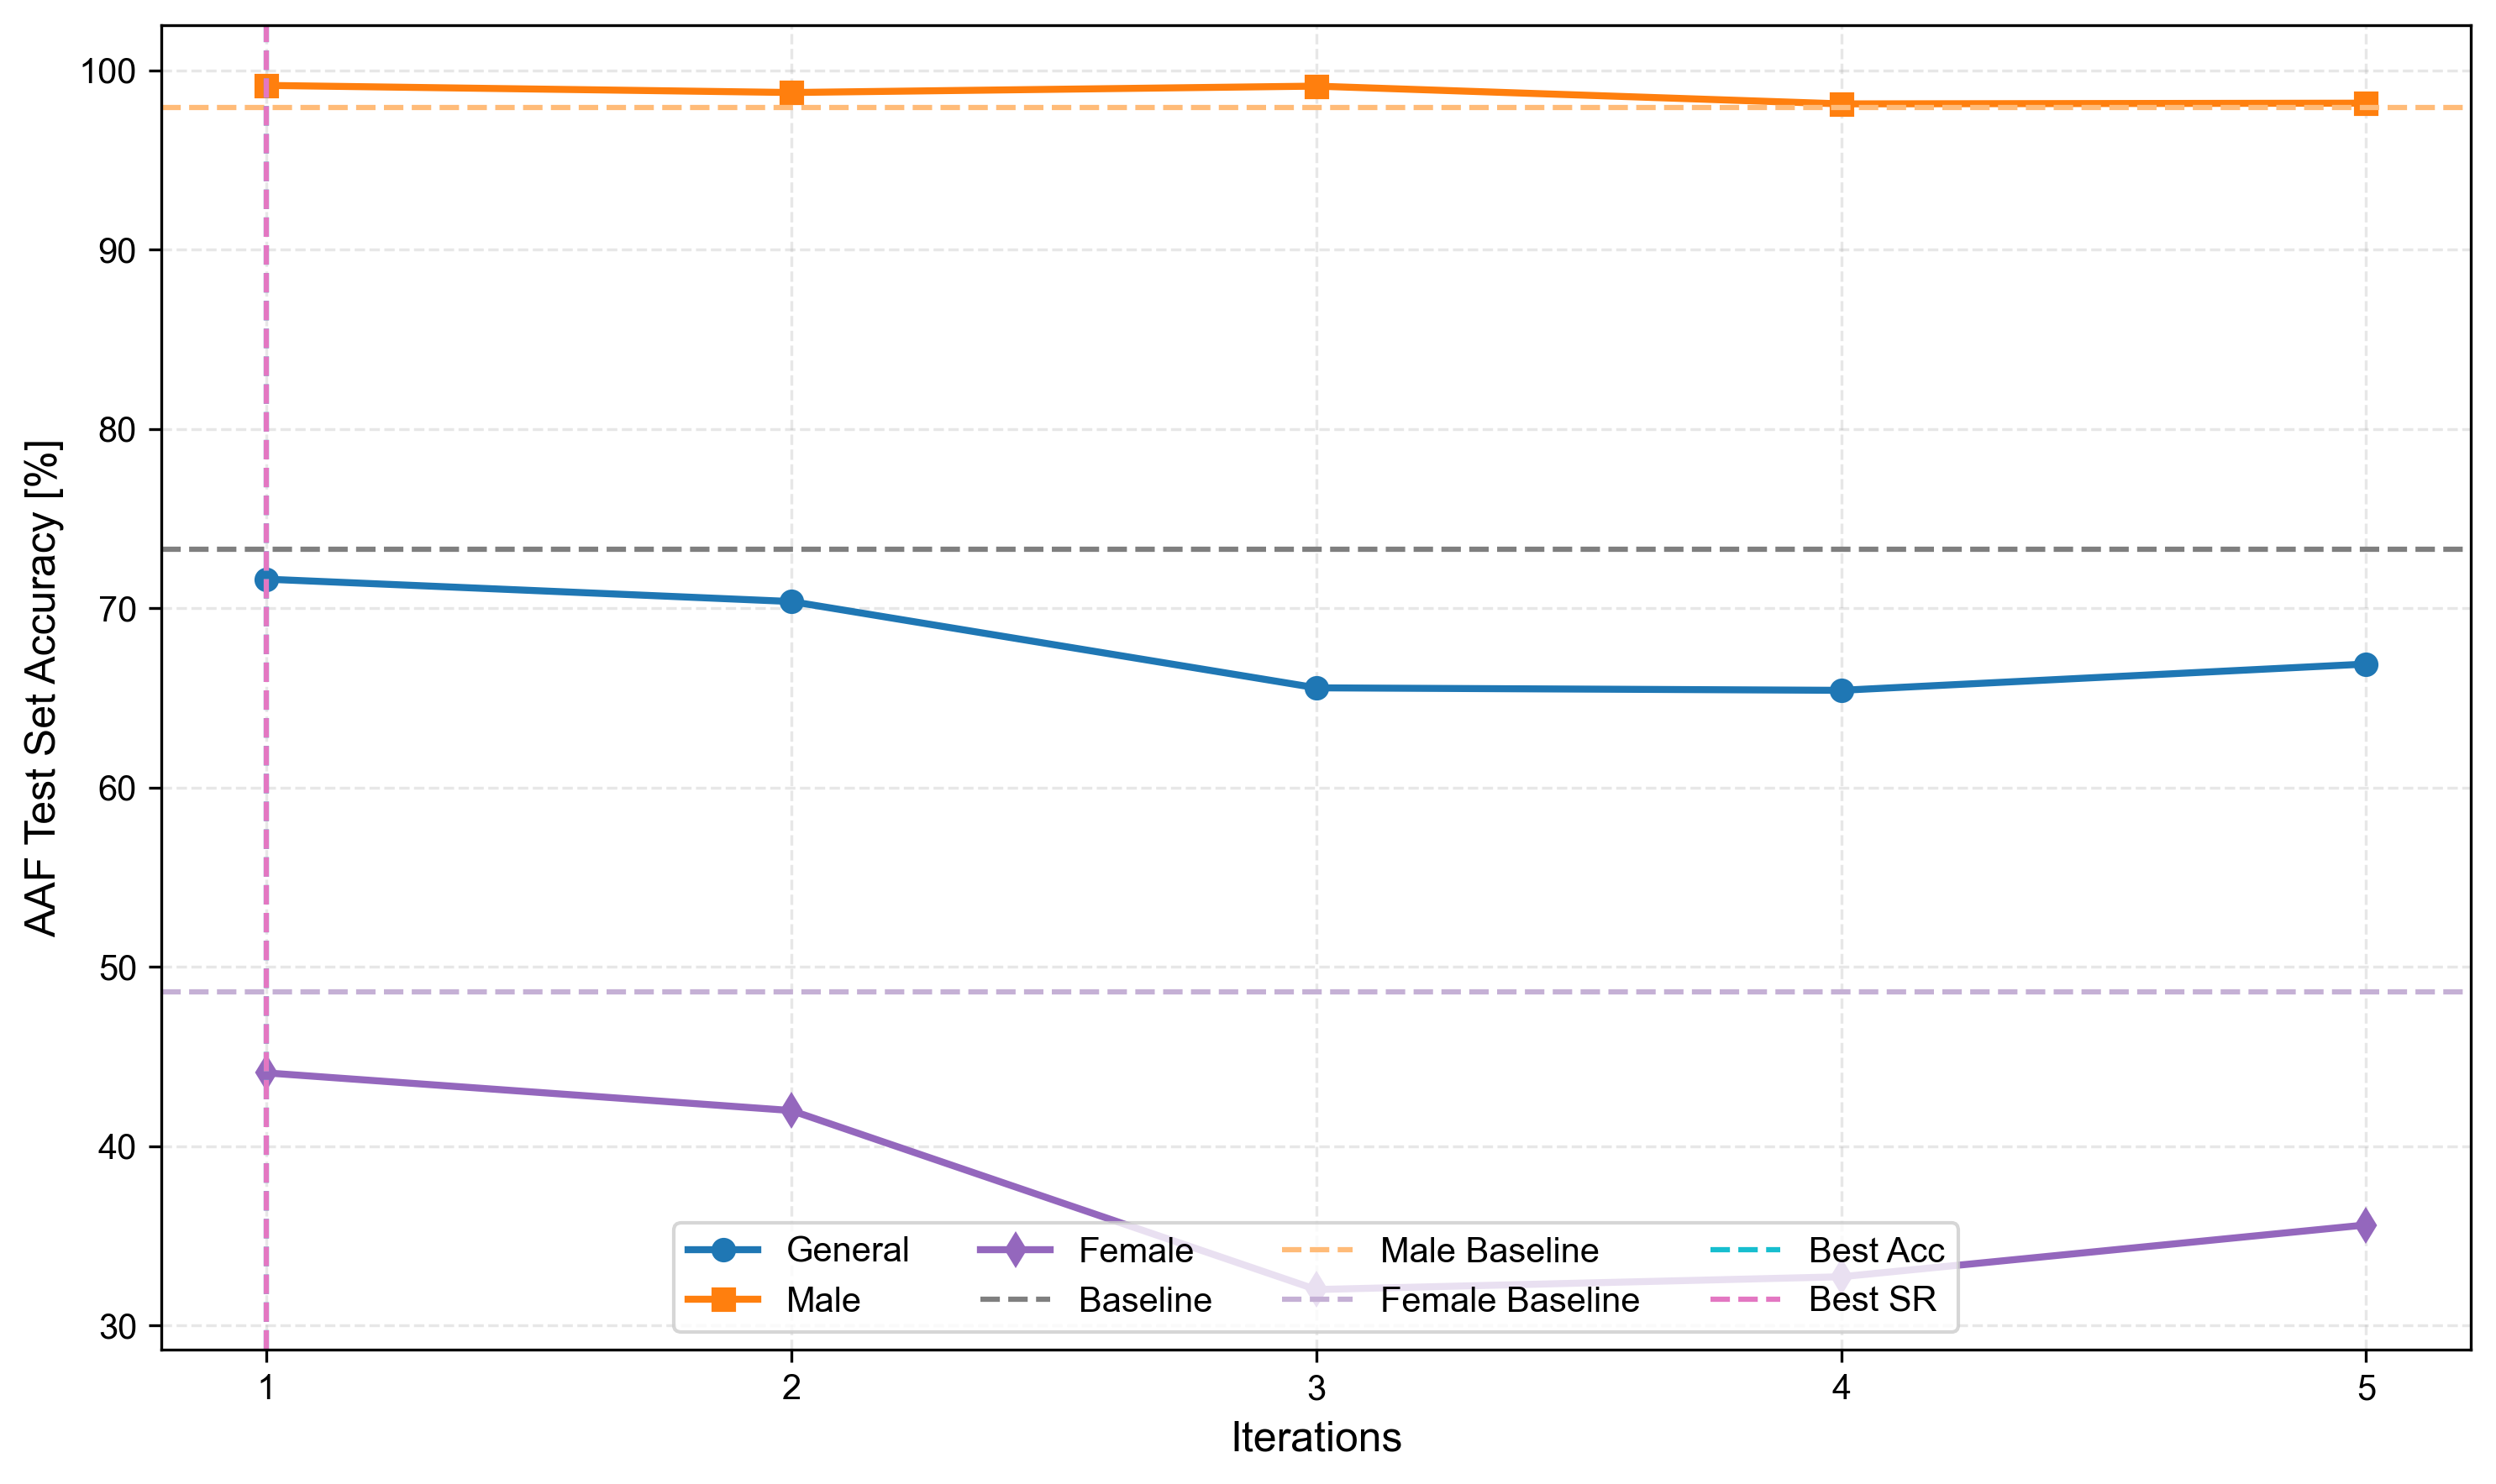 100
90
80
70
60
50
40
30
AAF Test Set Accuracy [%]
General
Male
Female
Baseline
Male Baseline
Female Baseline
Best Acc
Best SR
1 2 3 4 5
Iterations